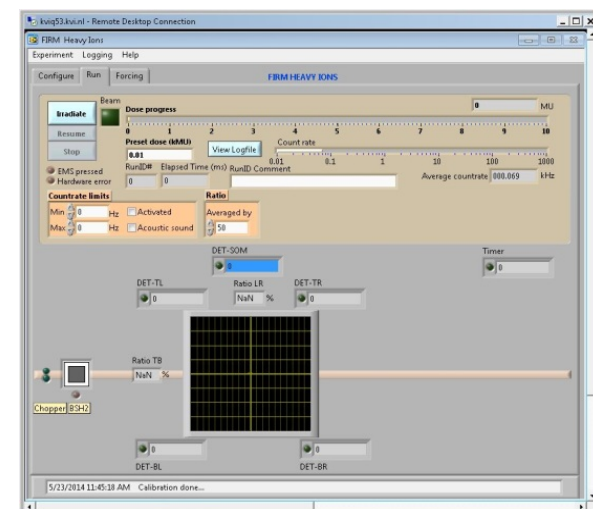 kviq53.kvi.nl - Remote Desktop Connection
FIRM Heavy Ions
Experiment Logging Help
Configure Run Forcing
FIRM HEAVY IONS
Irradiate
Resume
Stop
Beam
Dose progress
0 MU
0 1 2 3 4 5 6 7 8 9 10
Preset dose (kMU)
0.01
View Logfile
Count rate
0.01 0.1 1 10 100 1000
EMS pressed
Hardware error
RunID# Elapsed Time (ms) RunID Comment
0 0
Average countrate 000.069 kHz
Countrate limits
Min 0 Hz Activated
Max 0 Hz Acoustic sound
Ratio
Averaged by
50
DET-SOM
0
Timer
0
DET-TL
0
Ratio LR
NaN %
DET-TR
0
Ratio TB
NaN %
Chopper BSH2
0
DET-BL
0
DET-BR
5/23/2014 11:45:18 AM Calibration done...